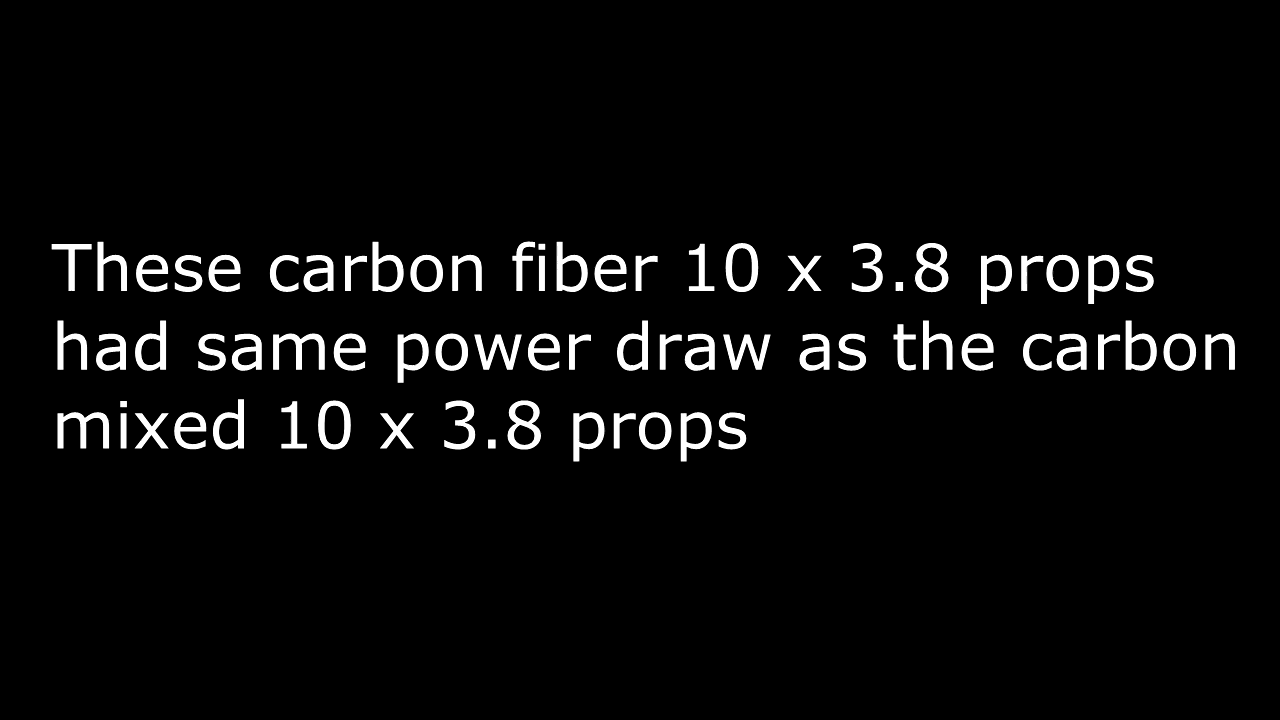 These carbon fiber 10 x 3.8 props
had same power draw as the carbon
mixed 10 x 3.8 props